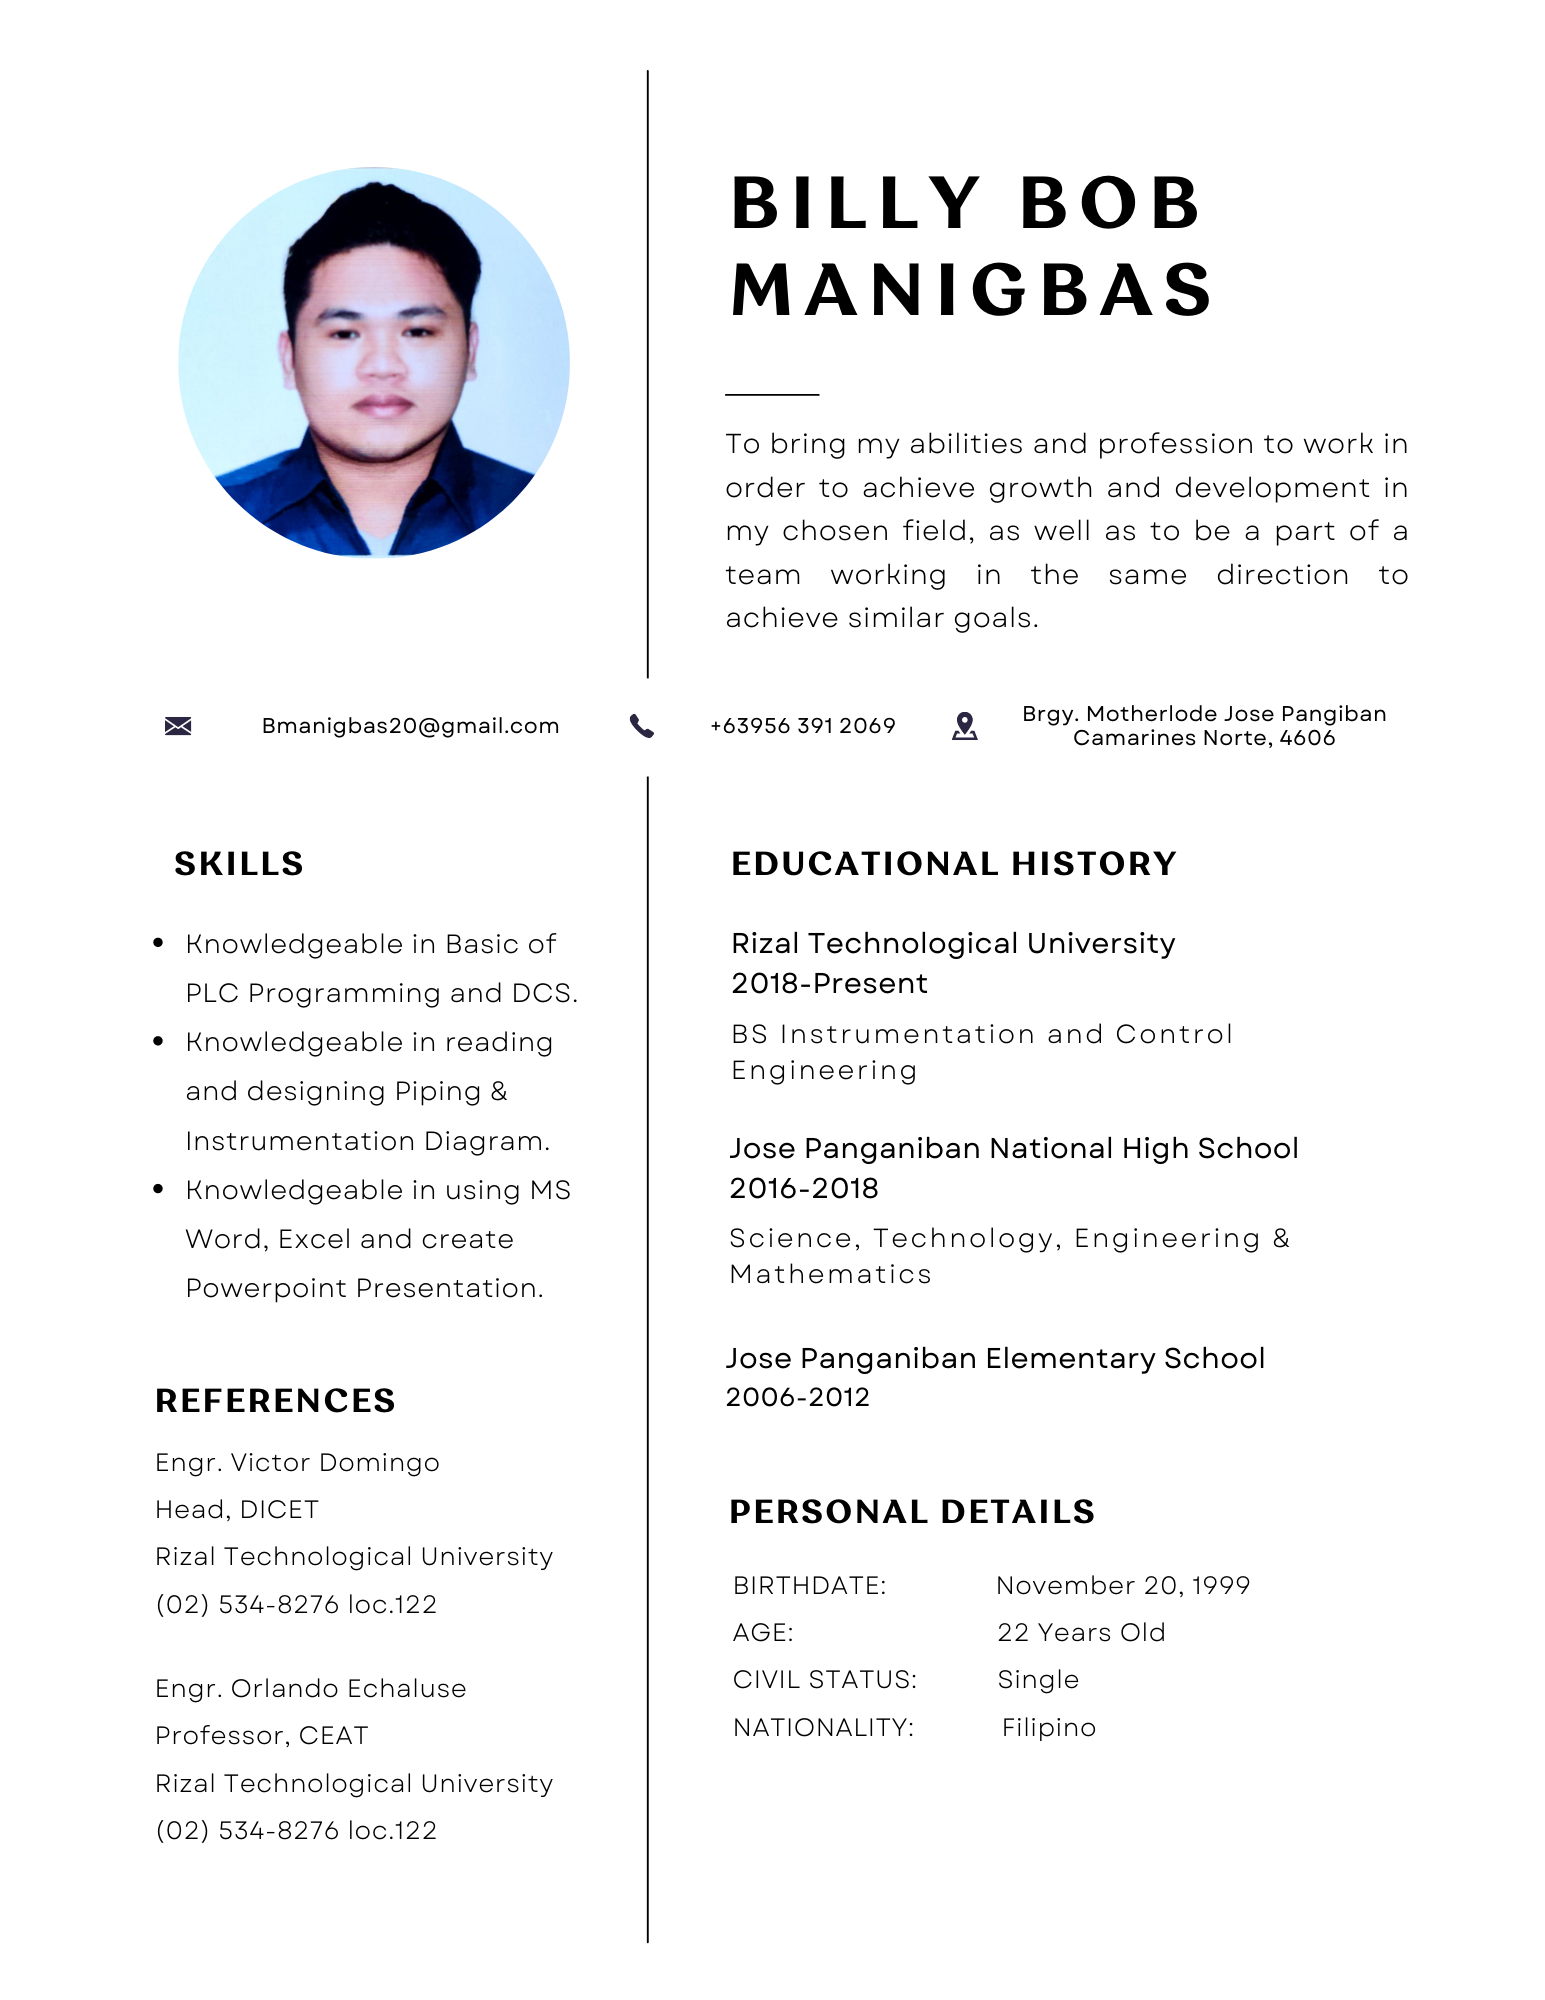 BILLY BOB
MANIGBAS
To bring my abilities and profession to work in
order to achieve growth and development in
my chosen field, as well as to be a part of a
team working in the same direction to
achieve similar goals.
Bmanigbas20@gmail.com
+63956 391 2069
Brgy. Motherlode Jose Pangiban
Camarines Norte, 4606
SKILLS
• Knowledgeable in Basic of
PLC Programming and DCS.
• Knowledgeable in reading
and designing Piping &
Instrumentation Diagram.
• Knowledgeable in using MS
Word, Excel and create
Powerpoint Presentation.
REFERENCES
Engr. Victor Domingo
Head, DICET
Rizal Technological University
(02) 534-8276 loc.122
Engr. Orlando Echaluse
Professor, CEAT
Rizal Technological University
(02) 534-8276 loc.122
EDUCATIONAL HISTORY
Rizal Technological University
2018-Present
BS Instrumentation and Control
Engineering
Jose Panganiban National High School
2016-2018
Science, Technology, Engineering &
Mathematics
Jose Panganiban Elementary School
2006-2012
PERSONAL DETAILS
BIRTHDATE: November 20, 1999
AGE: 22 Years Old
CIVIL STATUS: Single
NATIONALITY: Filipino